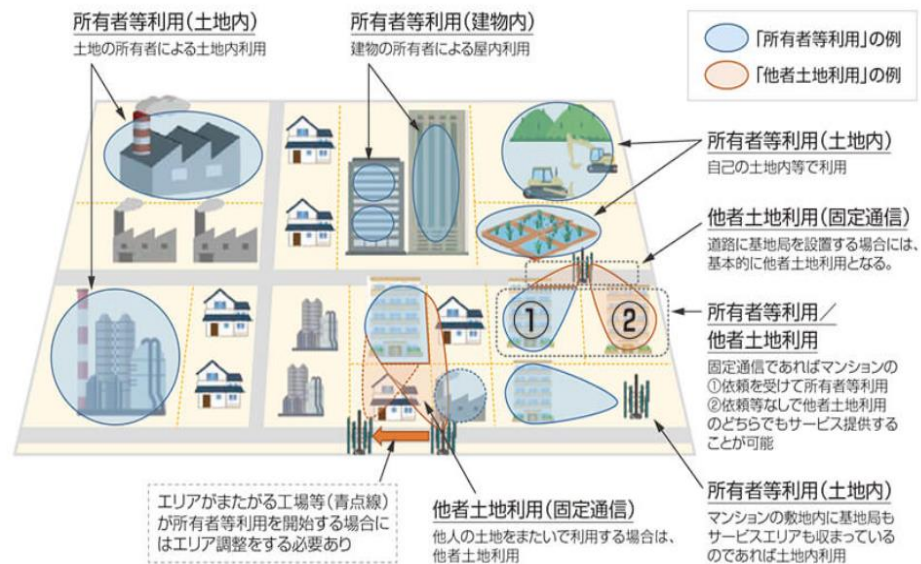 所有者等利用(土地内)
土地の所有者による土地内利用
所有者等利用(建物内)
建物の所有者による屋内利用
「所有者等利用」の例
「他者土地利用」の例
所有者等利用(土地内)
自己の土地内等で利用
他者土地利用(固定通信)
道路に基地局を設置する場合には、
基本的に他者土地利用となる。
①
②
所有者等利用/
他者土地利用
固定通信であればマンションの
①依頼を受けて所有者等利用
②依頼等なしで他者土地利用
のどちらでもサービス提供する
ことが可能
エリアがまたがる工場等(青点線)
が所有者等利用を開始する場合に
はエリア調整をする必要あり
他者土地利用(固定通信)
他人の土地をまたいで利用する場合は、
他者土地利用
所有者等利用(土地内)
マンションの敷地内に基地局も
サービスエリアも収まっている
のであれば土地内利用